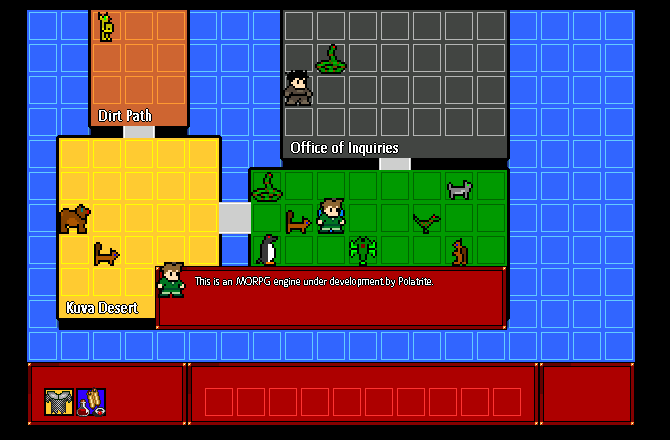 Dirt Path
Office of Inquiries
This is an MORPG engine under development by Polatrite.
Kuva Desert